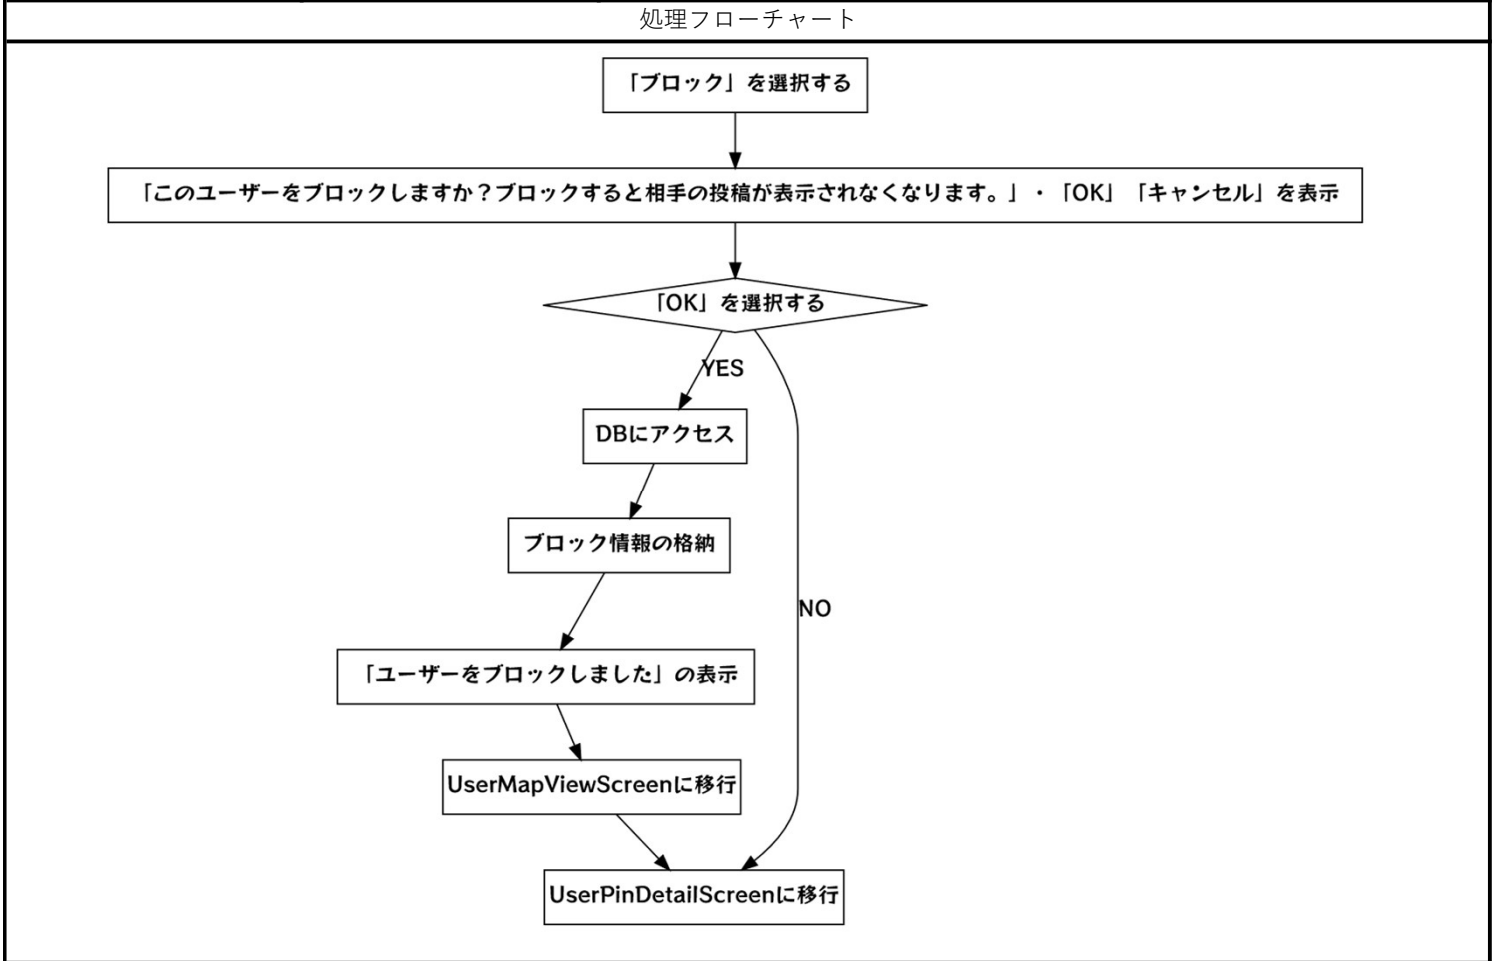 処理フローチャート
「ブロック」を選択する
「このユーザーをブロックしますか？ブロックすると相手の投稿が表示されなくなります。」・「OK」「キャンセル」を表示
「OK」を選択する
YES
DBにアクセス
ブロック情報の格納
NO
「ユーザーをブロックしました」の表示
UserMapViewScreenに移行
UserPinDetailScreenに移行